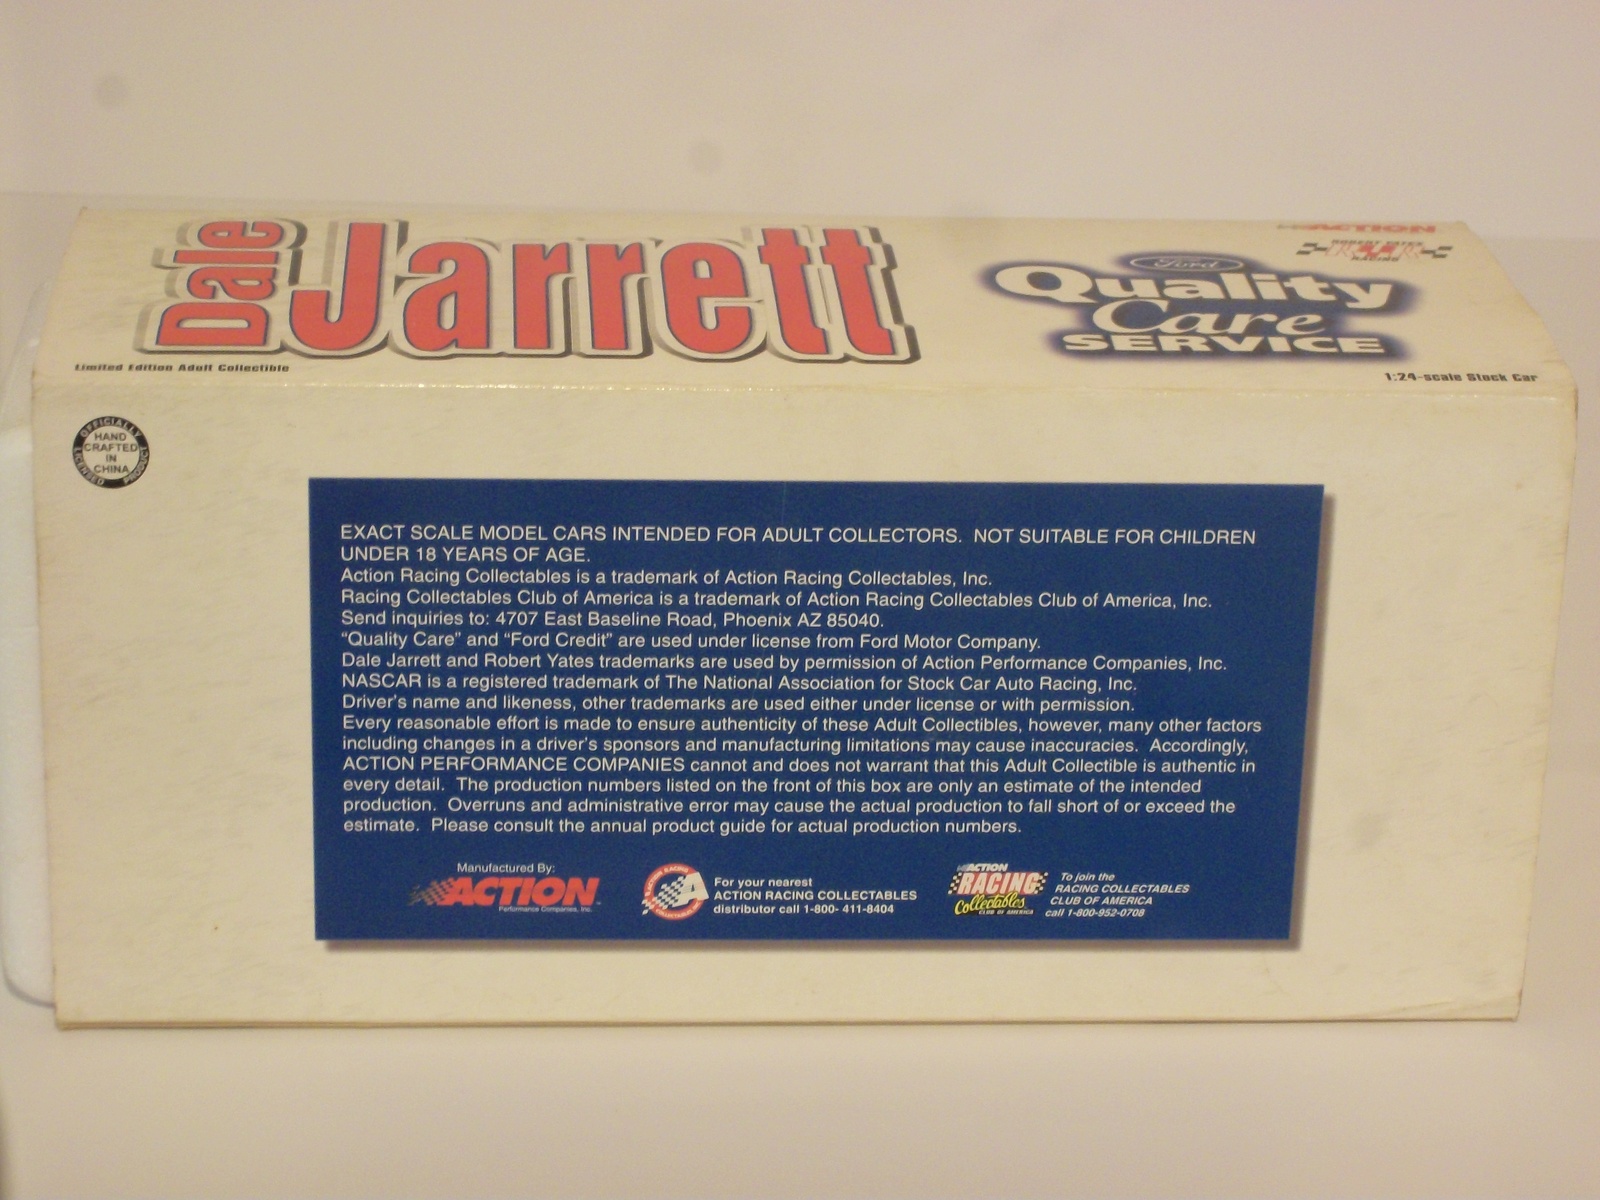 Dale Jarrett
ACTION
ROBERT YATES
RYR
RACING
Ford
Quality
Care
SERVICE
Limited Edition Adult Collectible
1:24-scale Stock Car
OFFICIALLY LICENSED PRODUCT
HAND
CRAFTED
IN
CHINA
EXACT SCALE MODEL CARS INTENDED FOR ADULT COLLECTORS. NOT SUITABLE FOR CHILDREN
UNDER 18 YEARS OF AGE.
Action Racing Collectables is a trademark of Action Racing Collectables, Inc.
Racing Collectables Club of America is a trademark of Action Racing Collectables Club of America, Inc.
Send inquiries to: 4707 East Baseline Road, Phoenix AZ 85040.
“Quality Care” and “Ford Credit” are used under license from Ford Motor Company.
Dale Jarrett and Robert Yates trademarks are used by permission of Action Performance Companies, Inc.
NASCAR is a registered trademark of The National Association for Stock Car Auto Racing, Inc.
Driver's name and likeness, other trademarks are used either under license or with permission.
Every reasonable effort is made to ensure authenticity of these Adult Collectibles, however, many other factors
including changes in a driver's sponsors and manufacturing limitations may cause inaccuracies. Accordingly,
ACTION PERFORMANCE COMPANIES cannot and does not warrant that this Adult Collectible is authentic in
every detail. The production numbers listed on the front of this box are only an estimate of the intended
production. Overruns and administrative error may cause the actual production to fall short of or exceed the
estimate. Please consult the annual product guide for actual production numbers.
Manufactured By:
ACTION
Performance Companies, Inc.
ACTION RACING COLLECTABLES
A
For your nearest
ACTION RACING COLLECTABLES
distributor call 1-800- 411-8404
ACTION
RACING
Collectables
CLUB OF AMERICA
To join the
RACING COLLECTABLES
CLUB OF AMERICA
call 1-800-952-0708